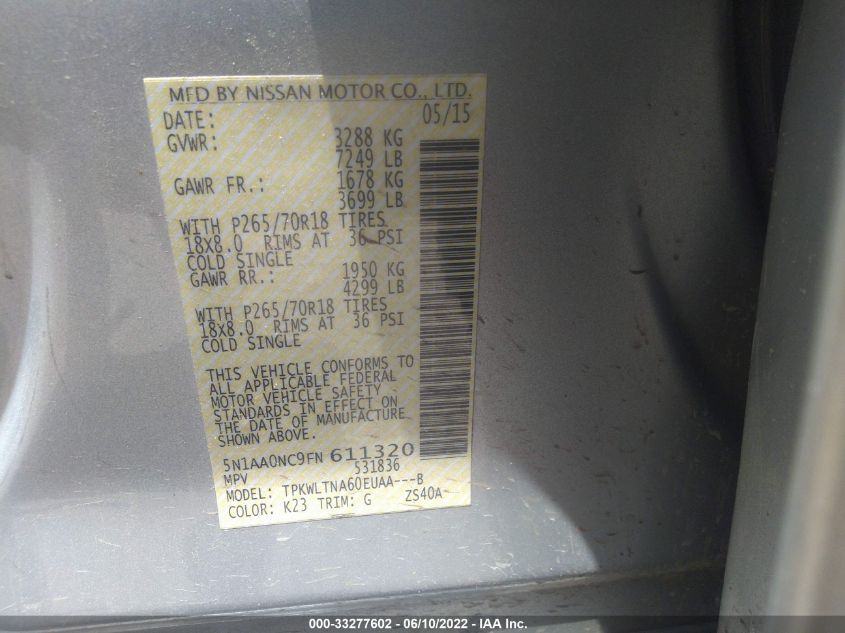 MFD BY NISSAN MOTOR CO., LTD.
DATE: 05/15
GVWR: 3288 KG
7249 LB
GAWR FR.: 1678 KG
3699 LB
WITH P265/70R18 TIRES
18X8.0 RIMS AT 36 PSI
COLD SINGLE
GAWR RR.: 1950 KG
4299 LB
WITH P265/70R18 TIRES
18X8.0 RIMS AT 36 PSI
COLD SINGLE
THIS VEHICLE CONFORMS TO
ALL APPLICABLE FEDERAL
MOTOR VEHICLE SAFETY
STANDARDS IN EFFECT ON
THE DATE OF MANUFACTURE
SHOWN ABOVE.
5N1AA0NC9FN 611320
MPV 531836
MODEL: TPKWLTNA60EUAA---B
COLOR: K23 TRIM: G ZS40A
000-33277602 - 06/10/2022 - IAA Inc.